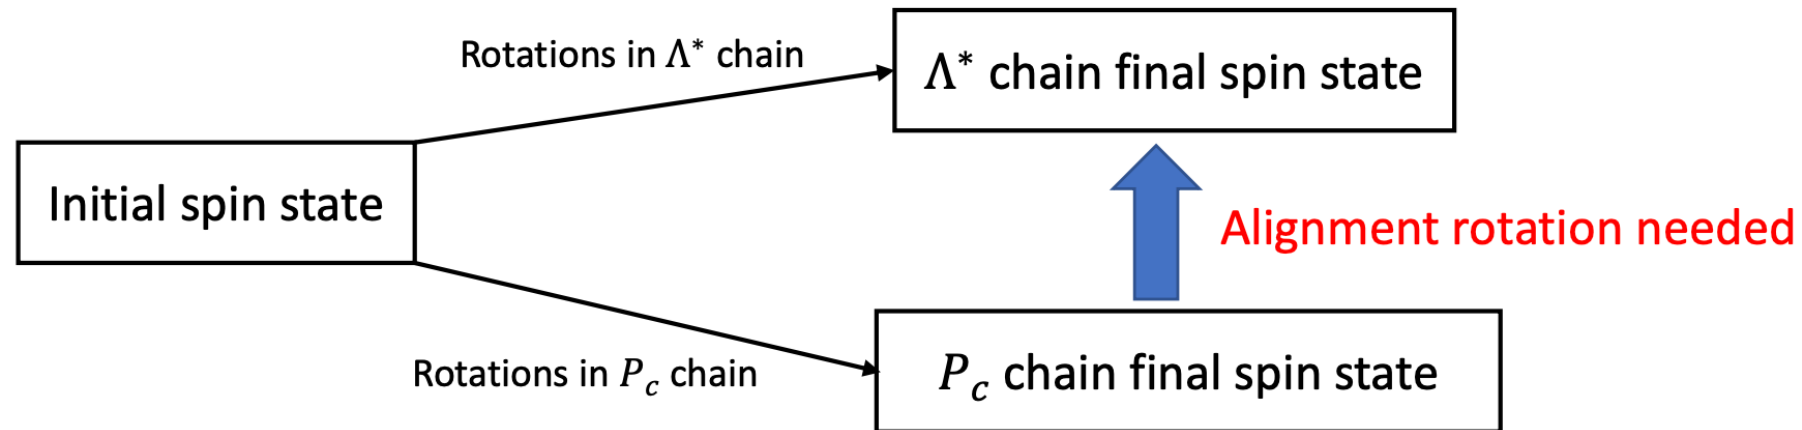 Rotations in Λ* chain
Λ* chain final spin state
Initial spin state
Alignment rotation needed
Rotations in P_c chain
P_c chain final spin state